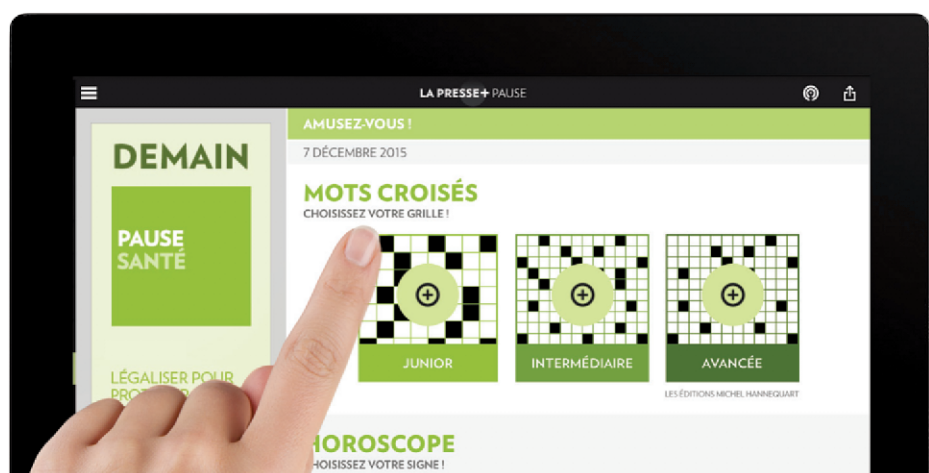 LA PRESSE+ PAUSE
AMUSEZ-VOUS !
7 DÉCEMBRE 2015
DEMAIN
PAUSE
SANTÉ
LÉGALISER POUR
MOTS CROISÉS
CHOISISSEZ VOTRE GRILLE !
JUNIOR
INTERMÉDIAIRE
AVANCÉE
LES ÉDITIONS MICHEL HANNEQUART
HOROSCOPE
CHOISISSEZ VOTRE SIGNE !